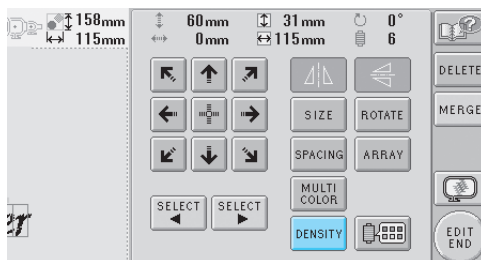 158mm 60mm 31mm 0°
115mm 0mm 115mm 6
DELETE
SIZE ROTATE MERGE
SPACING ARRAY
MULTI
COLOR
SELECT SELECT
DENSITY EDIT
END
er